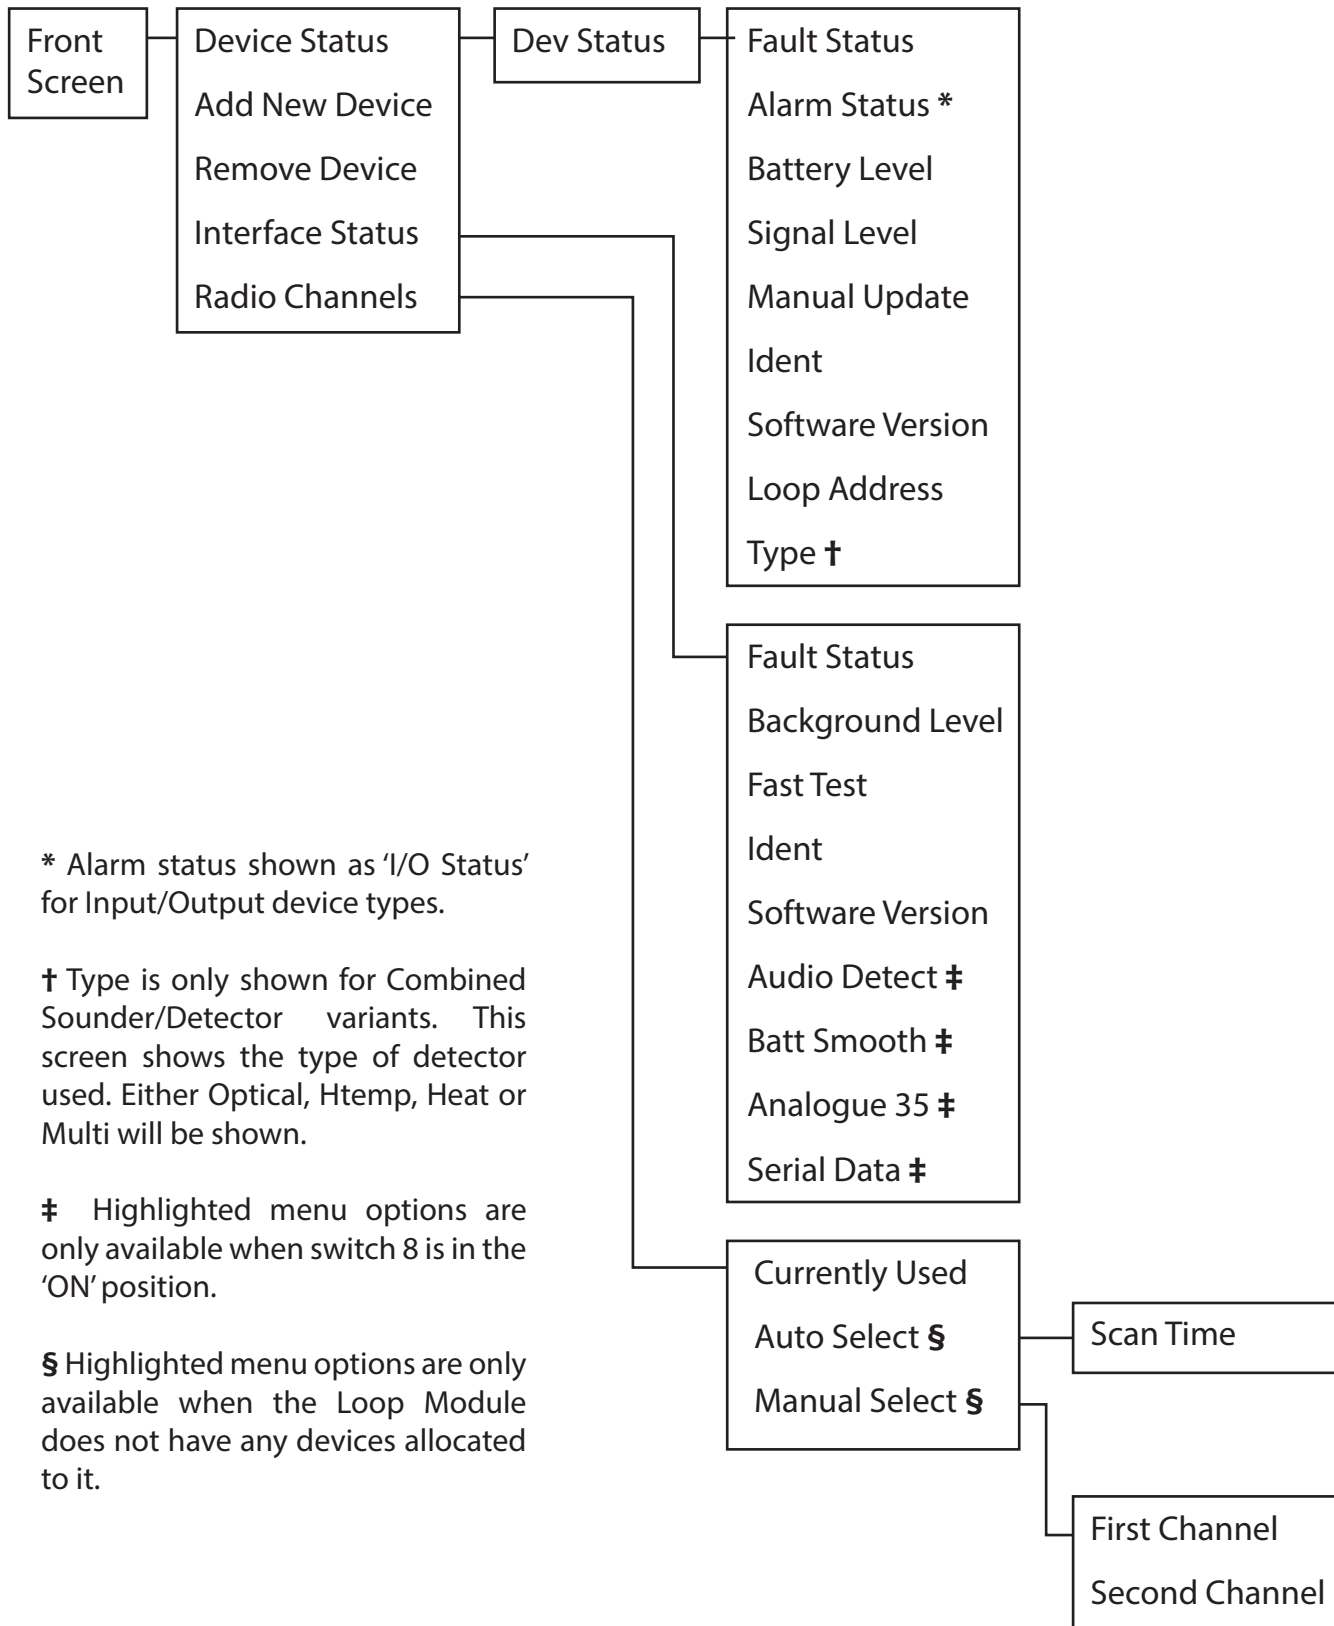 Front
Screen
Device Status
Add New Device
Remove Device
Interface Status
Radio Channels
Dev Status
Fault Status
Alarm Status *
Battery Level
Signal Level
Manual Update
Ident
Software Version
Loop Address
Type †
Fault Status
Background Level
Fast Test
Ident
Software Version
Audio Detect ‡
Batt Smooth ‡
Analogue 35 ‡
Serial Data ‡
Currently Used
Auto Select §
Manual Select §
Scan Time
First Channel
Second Channel
* Alarm status shown as ‘I/O Status’
for Input/Output device types.
† Type is only shown for Combined
Sounder/Detector variants. This
screen shows the type of detector
used. Either Optical, Htemp, Heat or
Multi will be shown.
‡ Highlighted menu options are
only available when switch 8 is in the
‘ON’ position.
§ Highlighted menu options are only
available when the Loop Module
does not have any devices allocated
to it.